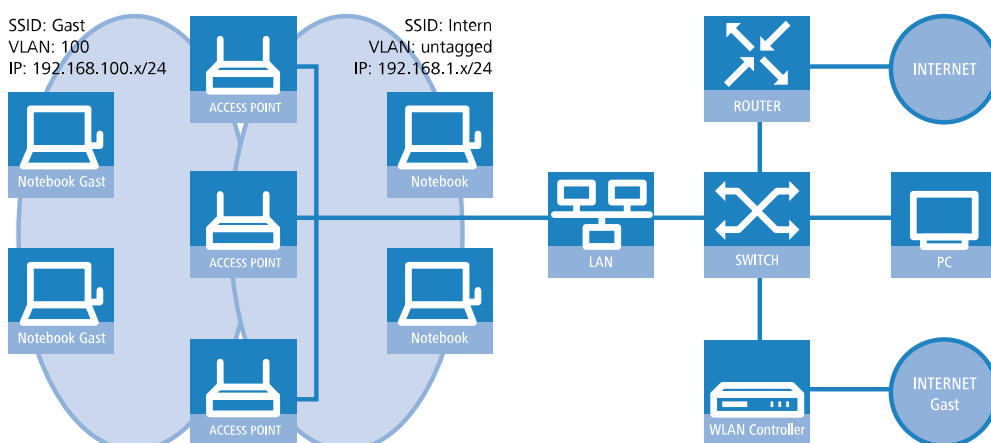 SSID: Gast
VLAN: 100
IP: 192.168.100.x/24
SSID: Intern
VLAN: untagged
IP: 192.168.1.x/24
ACCESS POINT
ROUTER
INTERNET
Notebook Gast
Notebook
ACCESS POINT
LAN
SWITCH
PC
Notebook Gast
Notebook
ACCESS POINT
WLAN Controller
INTERNET
Gast